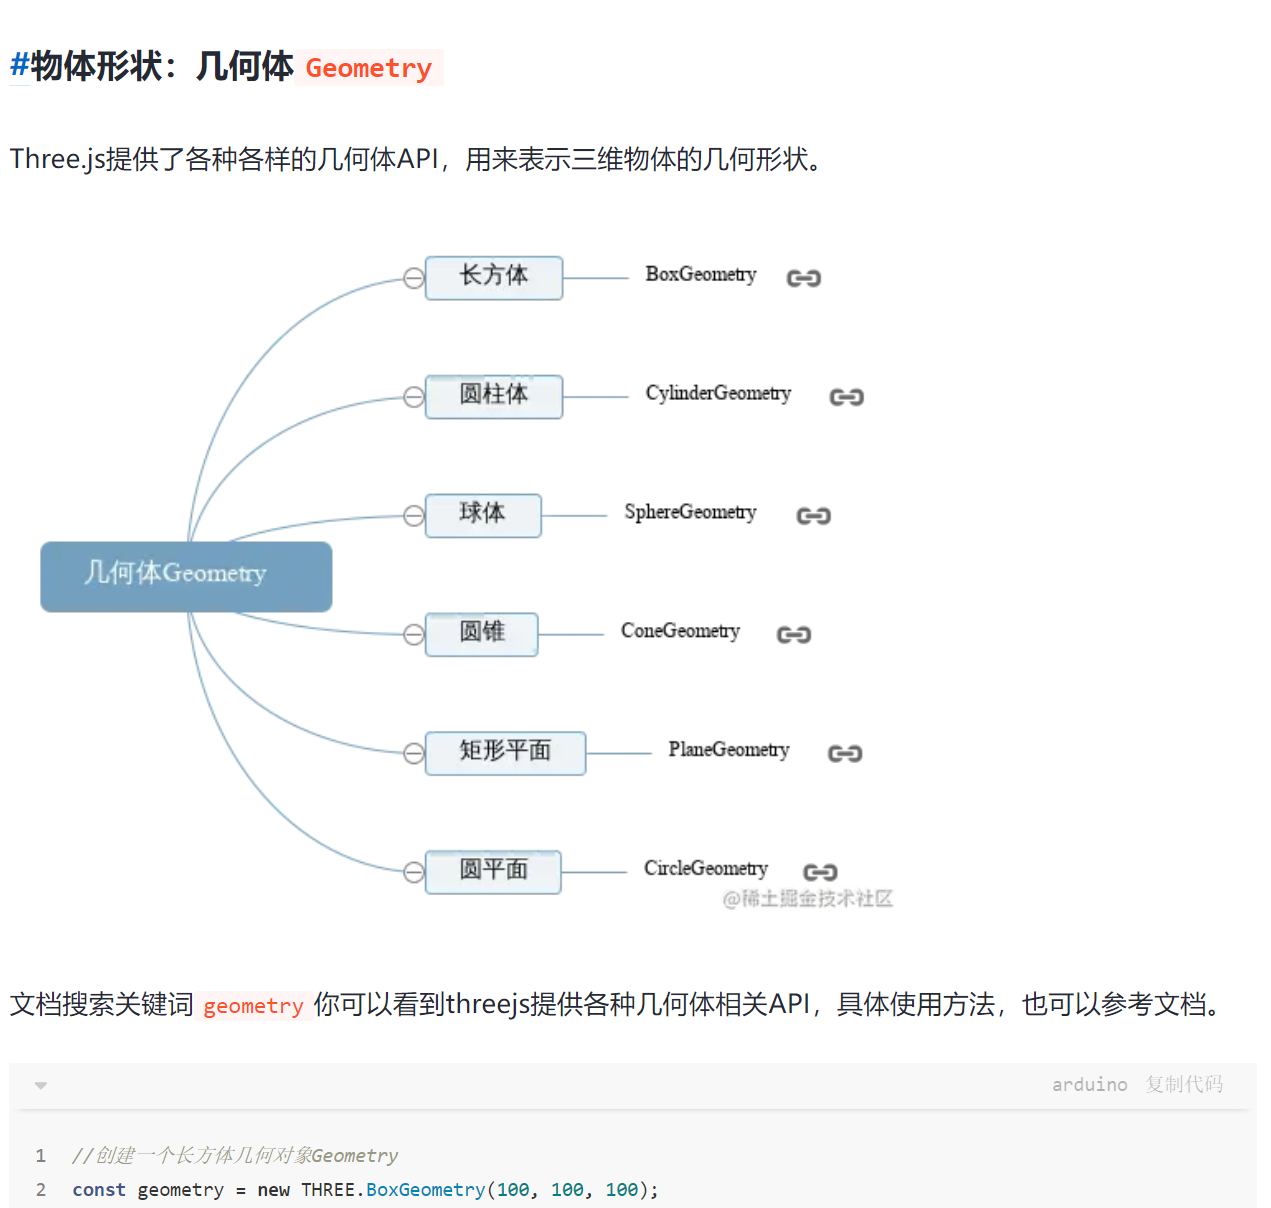 #物体形状：几何体 Geometry
Three.js提供了各种各样的几何体API，用来表示三维物体的几何形状。
长方体 BoxGeometry
圆柱体 CylinderGeometry
球体 SphereGeometry
几何体Geometry
圆锥 ConeGeometry
矩形平面 PlaneGeometry
圆平面 CircleGeometry
@稀土掘金技术社区
文档搜索关键词 geometry 你可以看到threejs提供各种几何体相关API，具体使用方法，也可以参考文档。
arduino 复制代码
1 //创建一个长方体几何对象Geometry
2 const geometry = new THREE.BoxGeometry(100, 100, 100);